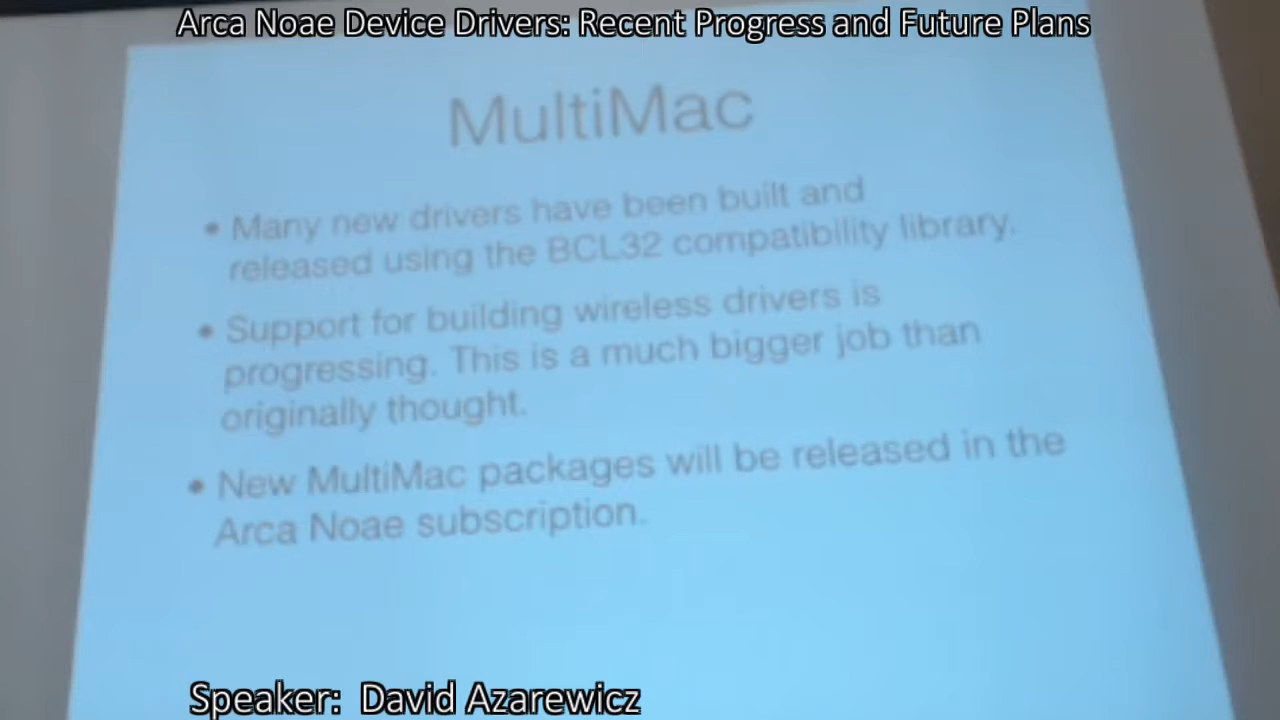 Arca Noae Device Drivers: Recent Progress and Future Plans
MultiMac
• Many new drivers have been built and
released using the BCL32 compatibility library.
• Support for building wireless drivers is
progressing. This is a much bigger job than
originally thought.
• New MultiMac packages will be released in the
Arca Noae subscription.
Speaker: David Azarewicz